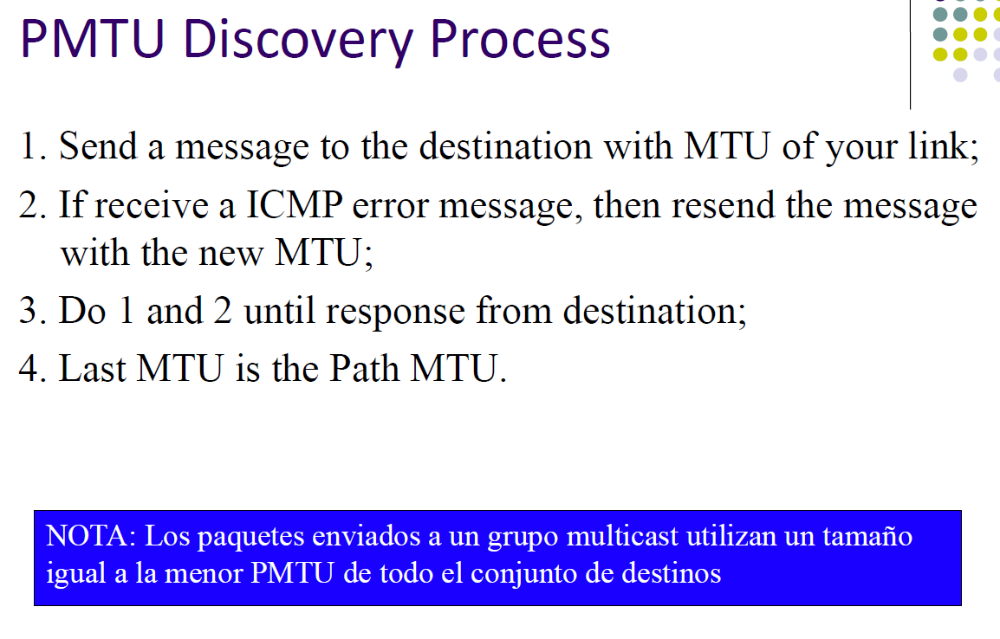 PMTU Discovery Process
1. Send a message to the destination with MTU of your link;
2. If receive a ICMP error message, then resend the message
with the new MTU;
3. Do 1 and 2 until response from destination;
4. Last MTU is the Path MTU.
NOTA: Los paquetes enviados a un grupo multicast utilizan un tamaño
igual a la menor PMTU de todo el conjunto de destinos